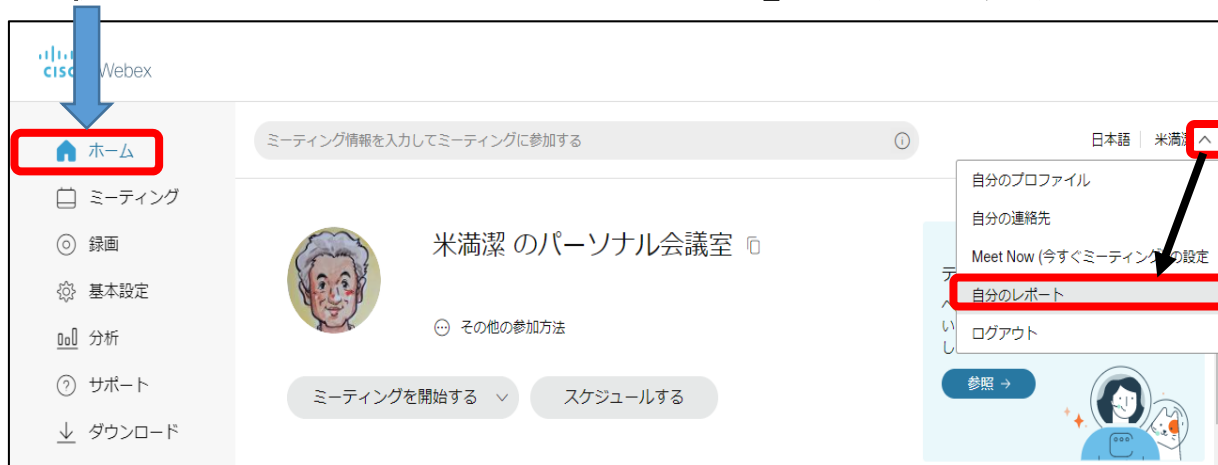 CISCO Webex
ミーティング情報を入力してミーティングに参加する
日本語
米満潔
ホーム
ミーティング
録画
基本設定
分析
サポート
ダウンロード
米満潔 のパーソナル会議室
その他の参加方法
ミーティングを開始する
スケジュールする
自分のプロファイル
自分の連絡先
Meet Now (今すぐミーティング) の設定
自分のレポート
ログアウト
参照 →